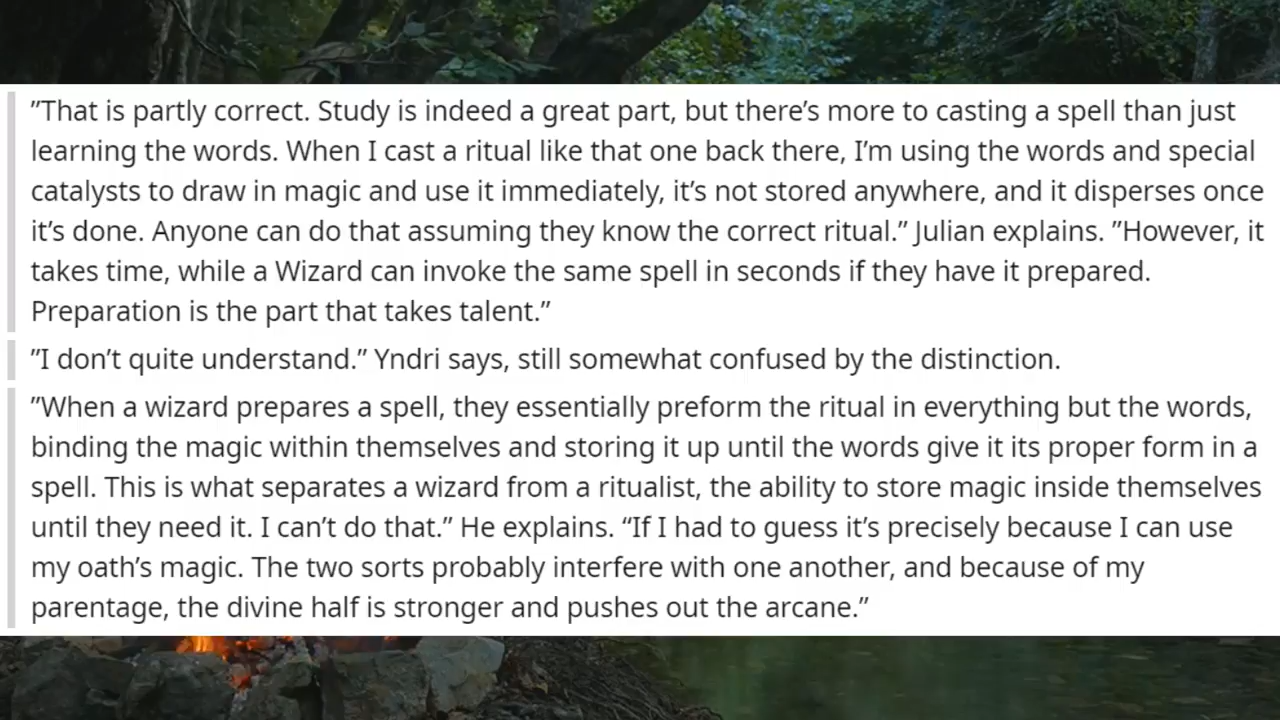 ”That is partly correct. Study is indeed a great part, but there’s more to casting a spell than just
learning the words. When I cast a ritual like that one back there, I’m using the words and special
catalysts to draw in magic and use it immediately, it’s not stored anywhere, and it disperses once
it’s done. Anyone can do that assuming they know the correct ritual.” Julian explains. ”However, it
takes time, while a Wizard can invoke the same spell in seconds if they have it prepared.
Preparation is the part that takes talent.”
”I don’t quite understand.” Yndri says, still somewhat confused by the distinction.
”When a wizard prepares a spell, they essentially preform the ritual in everything but the words,
binding the magic within themselves and storing it up until the words give it its proper form in a
spell. This is what separates a wizard from a ritualist, the ability to store magic inside themselves
until they need it. I can’t do that.” He explains. “If I had to guess it’s precisely because I can use
my oath’s magic. The two sorts probably interfere with one another, and because of my
parentage, the divine half is stronger and pushes out the arcane.”